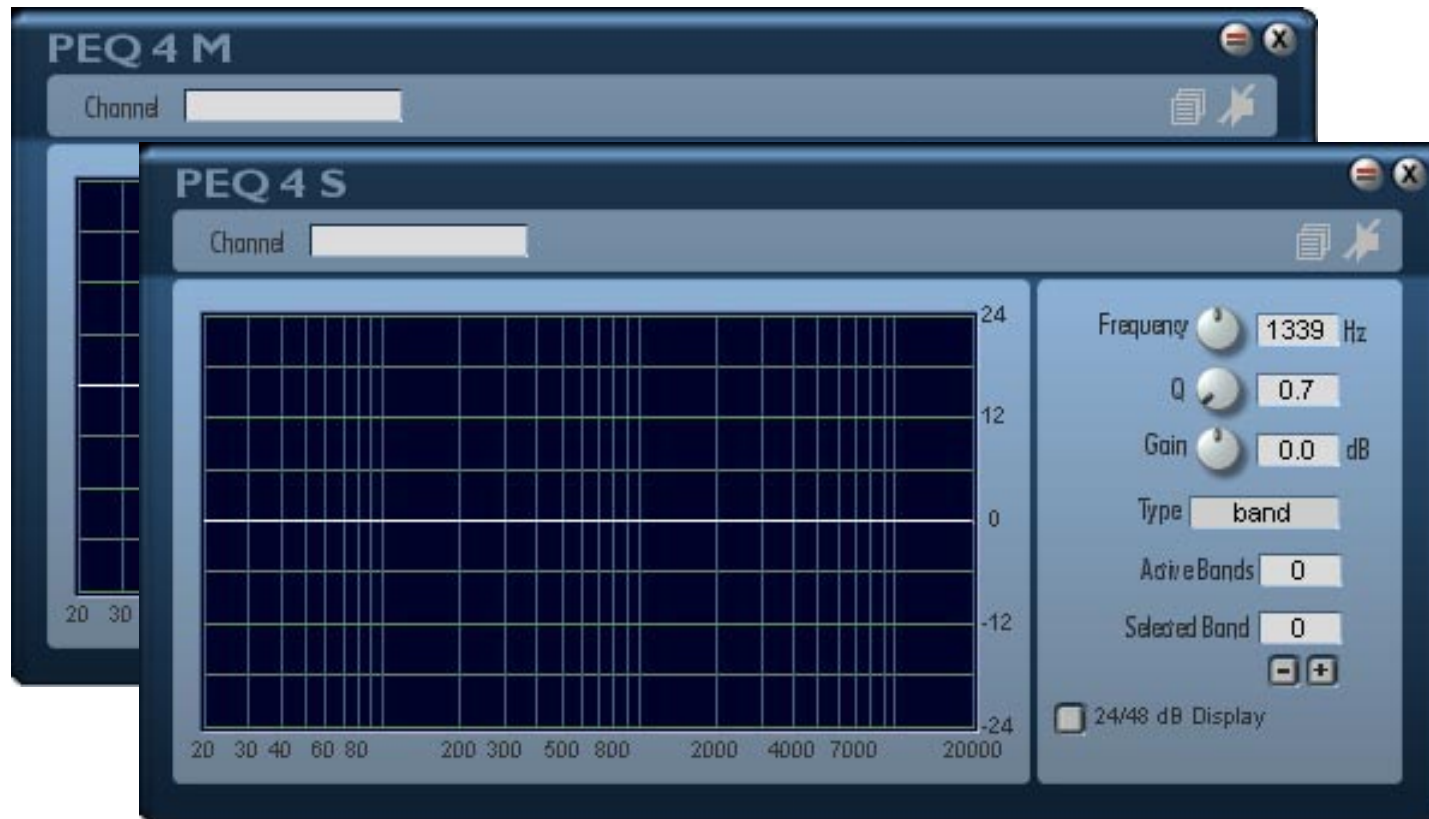 PEQ 4 M
X
Channel
20 30
PEQ 4 S
X
Channel
24
12
0
-12
-24
20 30 40 60 80 200 300 500 800 2000 4000 7000 20000
Frequency 1339 Hz
Q 0.7
Gain 0.0 dB
Type band
Active Bands 0
Selected Band 0
- +
24/48 dB Display